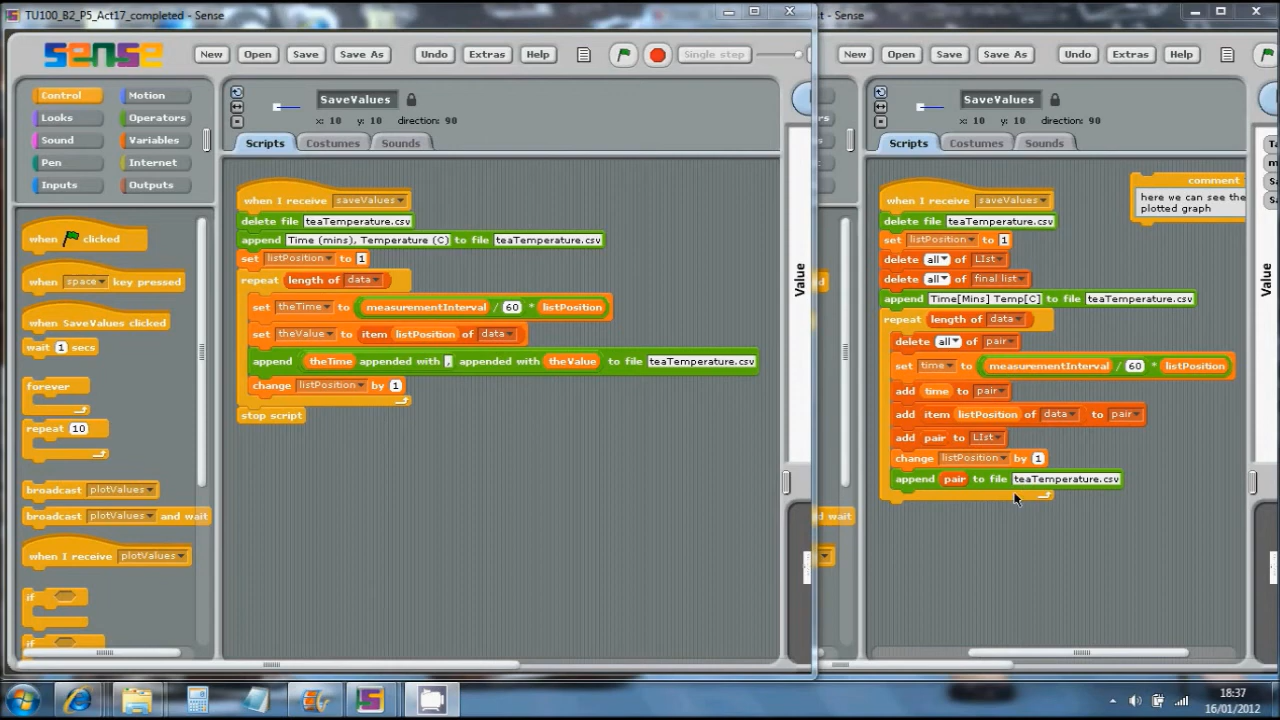 TU100_B2_P5_Act17_completed - Sense
t - Sense
sense New Open Save Save As Undo Extras Help Single step
New Open Save Save As Undo Extras Help
Control Motion
Looks Operators
Sound Variables
Pen Internet
Inputs Outputs
when clicked
when space key pressed
when SaveValues clicked
wait 1 secs
forever
repeat 10
broadcast plotValues
broadcast plotValues and wait
when I receive plotValues
if
if
SaveValues
x: 10 y: 10 direction: 90
Scripts Costumes Sounds
when I receive saveValues
delete file teaTemperature.csv
append Time (mins), Temperature (C) to file teaTemperature.csv
set listPosition to 1
repeat length of data
set theTime to measurementInterval / 60 * listPosition
set theValue to item listPosition of data
append theTime appended with , appended with theValue to file teaTemperature.csv
change listPosition by 1
stop script
Value
d wait
SaveValues
x: 10 y: 10 direction: 90
Scripts Costumes Sounds
when I receive saveValues
delete file teaTemperature.csv
set listPosition to 1
delete all of LIst
delete all of final list
append Time[Mins] Temp[C] to file teaTemperature.csv
repeat length of data
delete all of pair
set time to measurementInterval / 60 * listPosition
add time to pair
add item listPosition of data to pair
add pair to LIst
change listPosition by 1
append pair to file teaTemperature.csv
comment
here we can see the
plotted graph
Value
18:37
16/01/2012